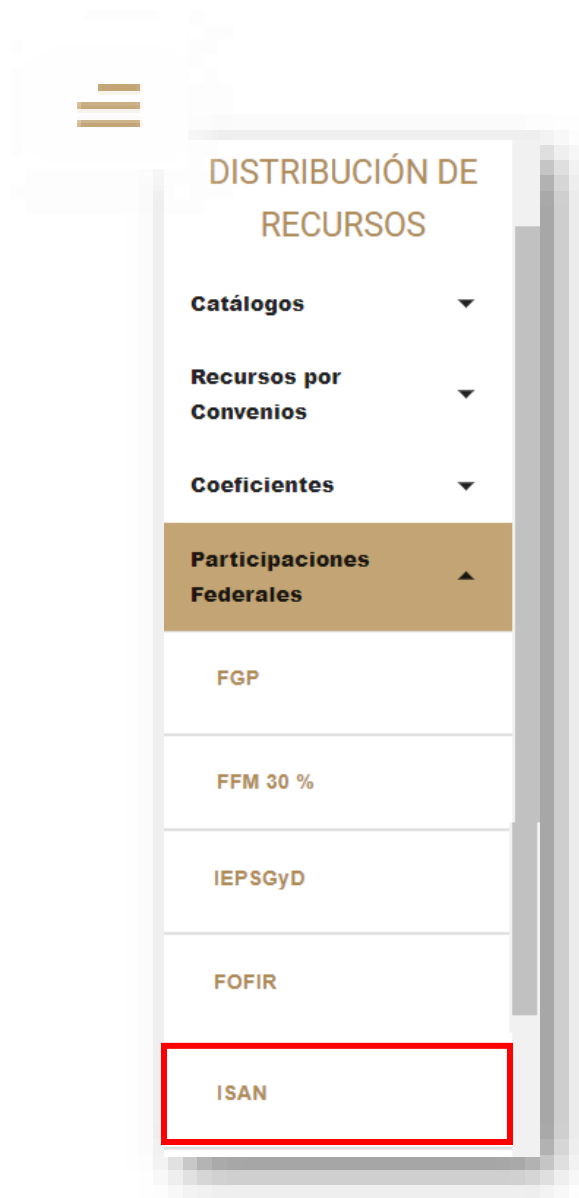 DISTRIBUCIÓN DE
RECURSOS
Catálogos
Recursos por
Convenios
Coeficientes
Participaciones
Federales
FGP
FFM 30 %
IEPSGyD
FOFIR
ISAN